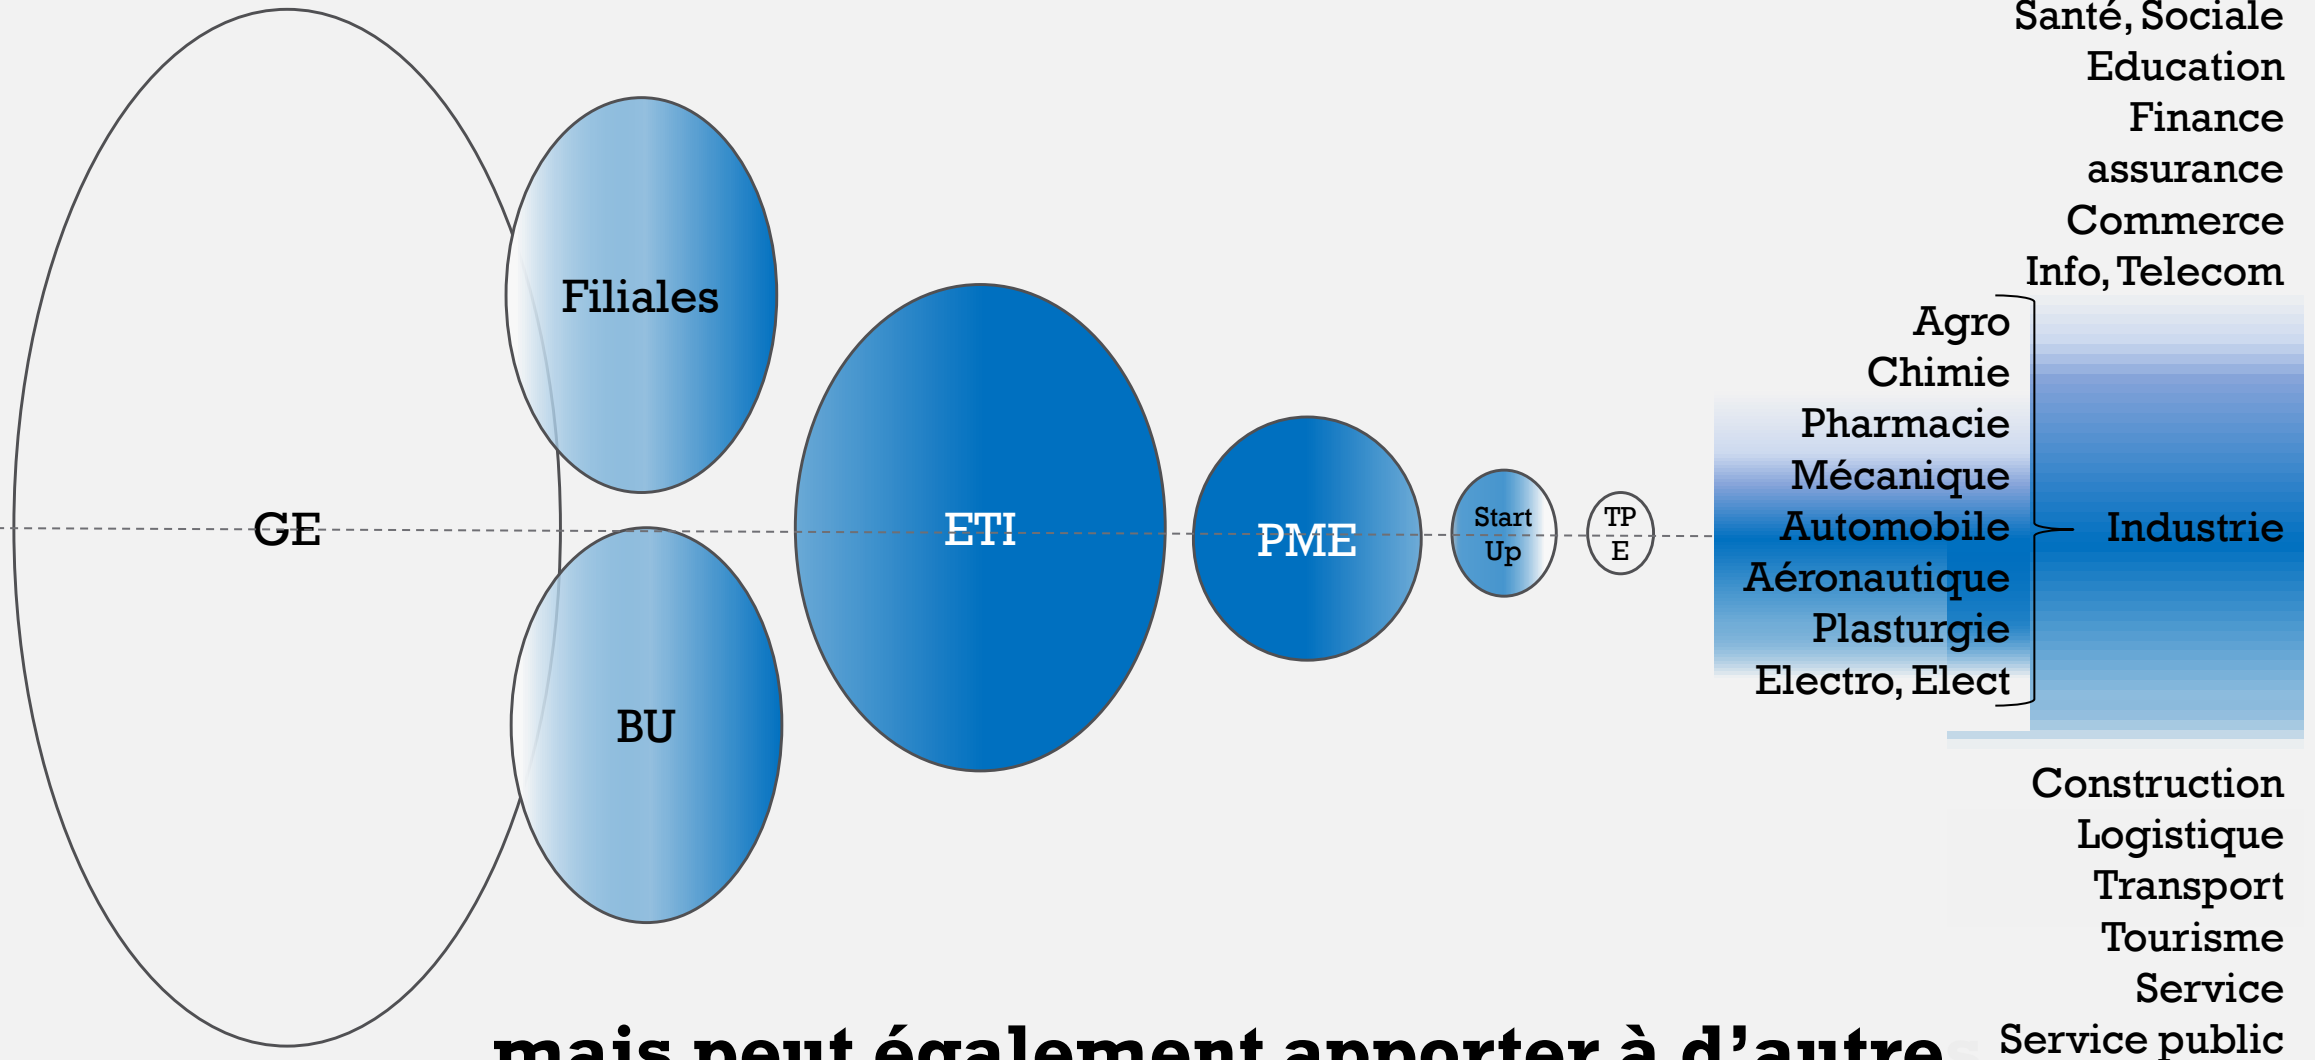 GE
Filiales
BU
ETI
PME
Start
Up
TP
E
Santé, Sociale
Education
Finance
assurance
Commerce
Info, Telecom
Agro
Chimie
Pharmacie
Mécanique
Automobile
Aéronautique
Plasturgie
Electro, Elect
Industrie
Construction
Logistique
Transport
Tourisme
Service
Service public
mais peut également apporter à d’autres